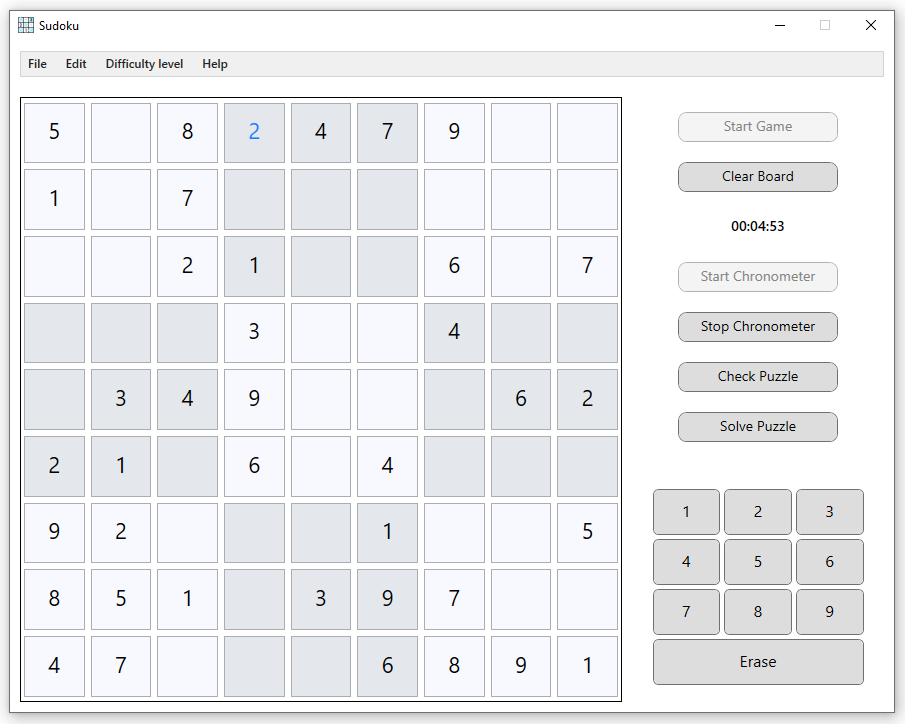 Sudoku
File Edit Difficulty level Help
5 8 2 4 7 9
1 7
2 1 6 7
3 4
3 4 9 6 2
2 1 6 4
9 2 1 5
8 5 1 3 9 7
4 7 6 8 9 1
Start Game
Clear Board
00:04:53
Start Chronometer
Stop Chronometer
Check Puzzle
Solve Puzzle
1 2 3
4 5 6
7 8 9
Erase